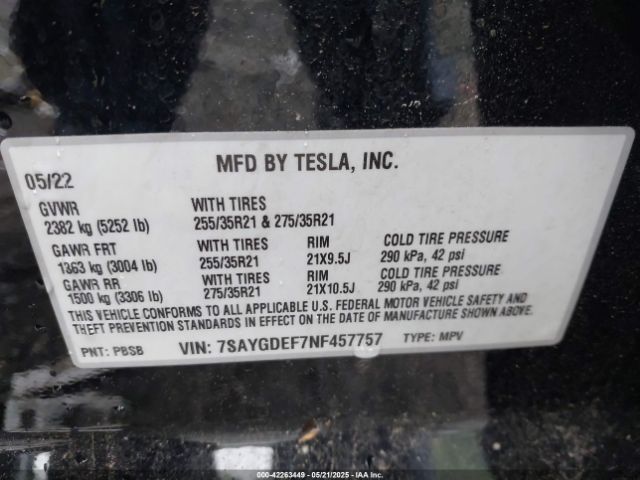 MFD BY TESLA, INC.
05/22
GVWR WITH TIRES
2382 kg (5252 lb) 255/35R21 & 275/35R21
GAWR FRT WITH TIRES RIM COLD TIRE PRESSURE
1363 kg (3004 lb) 255/35R21 21X9.5J 290 kPa, 42 psi
GAWR RR WITH TIRES RIM COLD TIRE PRESSURE
1500 kg (3306 lb) 275/35R21 21X10.5J 290 kPa, 42 psi
THIS VEHICLE CONFORMS TO ALL APPLICABLE U.S. FEDERAL MOTOR VEHICLE SAFETY AND
THEFT PREVENTION STANDARDS IN EFFECT ON THE DATE OF MANUFACTURE SHOWN ABOVE.
PNT: PBSB VIN: 7SAYGDEF7NF457757 TYPE: MPV
000-42263449 - 05/21/2025 - IAA Inc.